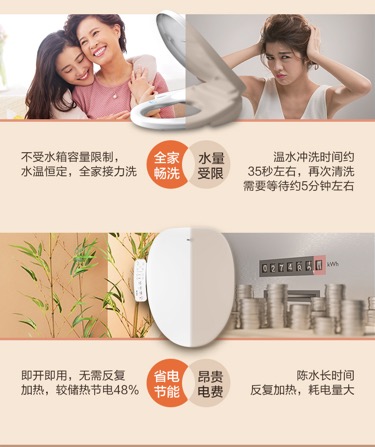 不受水箱容量限制，
水温恒定，全家接力洗
全家
畅洗
水量
受限
温水冲洗时间约
35秒左右，再次清洗
需要等待约5分钟左右
kWh
即开即用，无需反复
加热，较储热节电48%
省电
节能
昂贵
电费
陈水长时间
反复加热，耗电量大